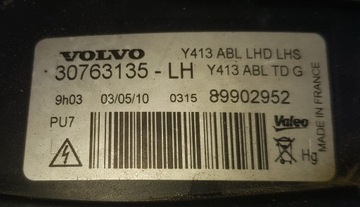 VOLVO Y413 ABL LHD LHS
30763135 - LH Y413 ABL TD G
9h03 03/05/10 0315 89902952
PU7 Valeo
Hg
MADE IN FRANCE